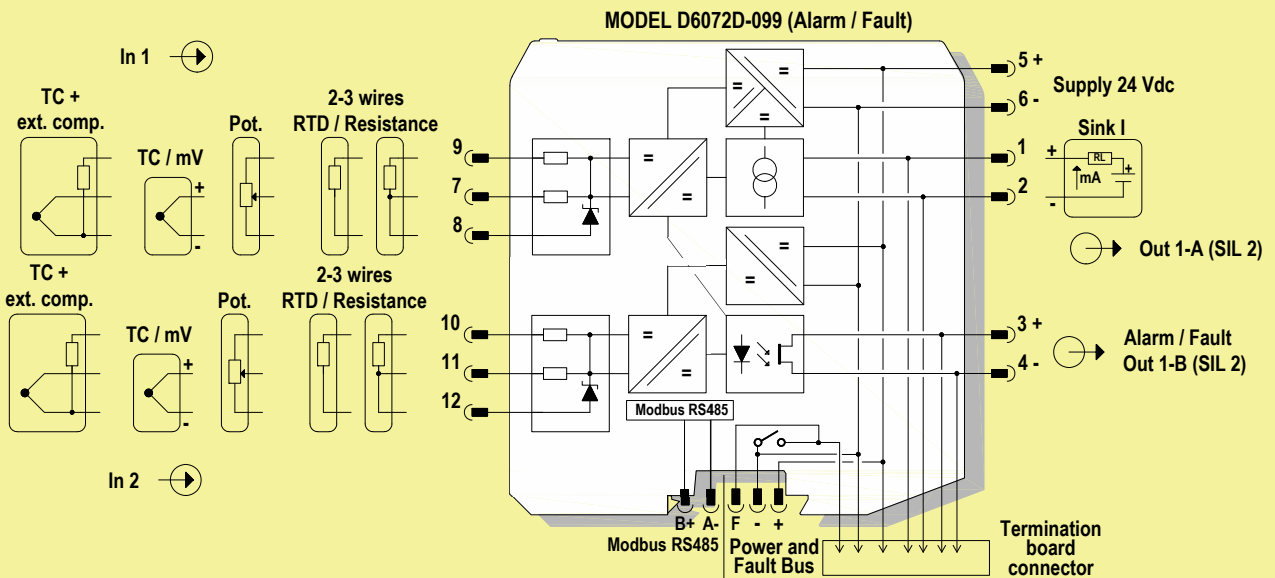 MODEL D6072D-099 (Alarm / Fault)
In 1
TC +
ext. comp.
TC / mV
+
-
Pot.
2-3 wires
RTD / Resistance
9
7
8
5 +
6 -
Supply 24 Vdc
1
2
Sink I
+
-
RL
mA
+
Out 1-A (SIL 2)
TC +
ext. comp.
TC / mV
+
-
Pot.
2-3 wires
RTD / Resistance
10
11
12
3 +
4 -
Alarm / Fault
Out 1-B (SIL 2)
In 2
=
=
=
=
=
=
=
=
=
Modbus RS485
B+ A- F - +
Modbus RS485
Power and
Fault Bus
Termination
board
connector